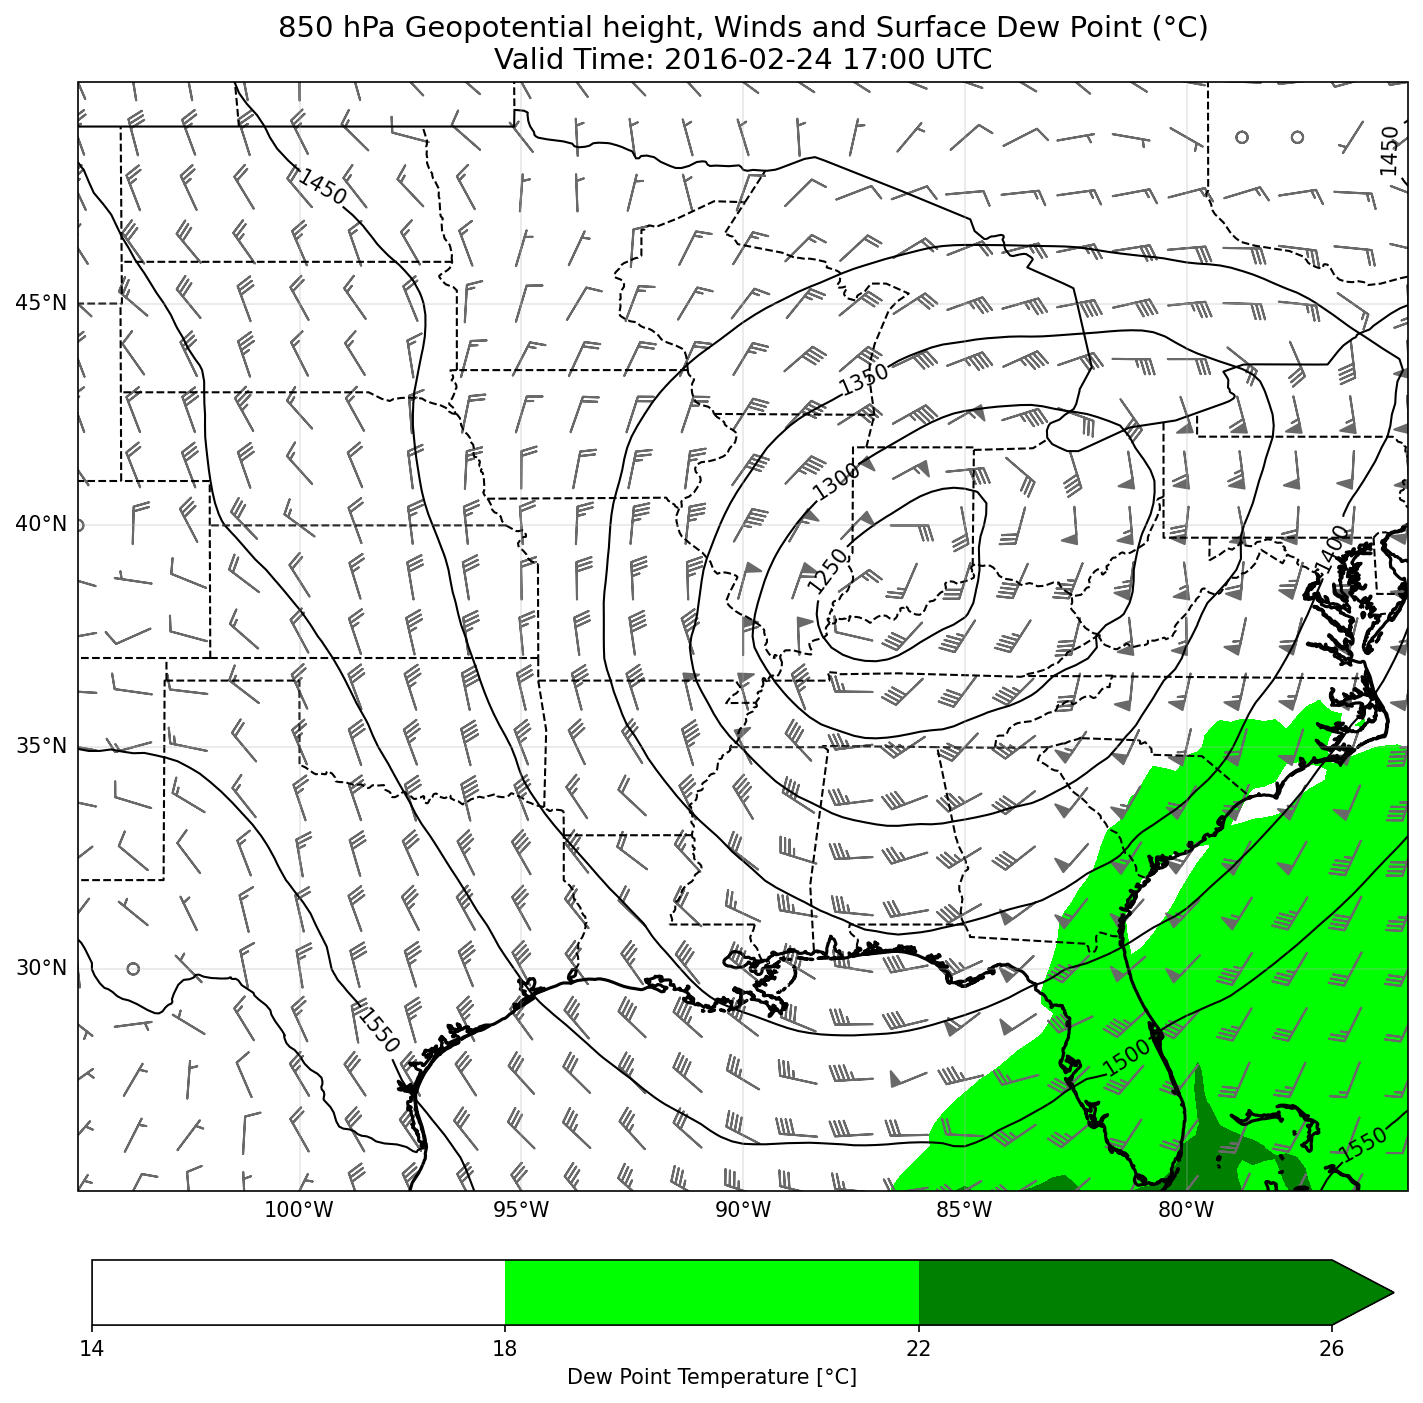 850 hPa Geopotential height, Winds and Surface Dew Point (°C)
Valid Time: 2016-02-24 17:00 UTC
1450
1450
45°N
1350
1300
40°N
1400
1250
35°N
30°N
1550
1500
1550
100°W
95°W
90°W
85°W
80°W
14
18
22
26
Dew Point Temperature [°C]